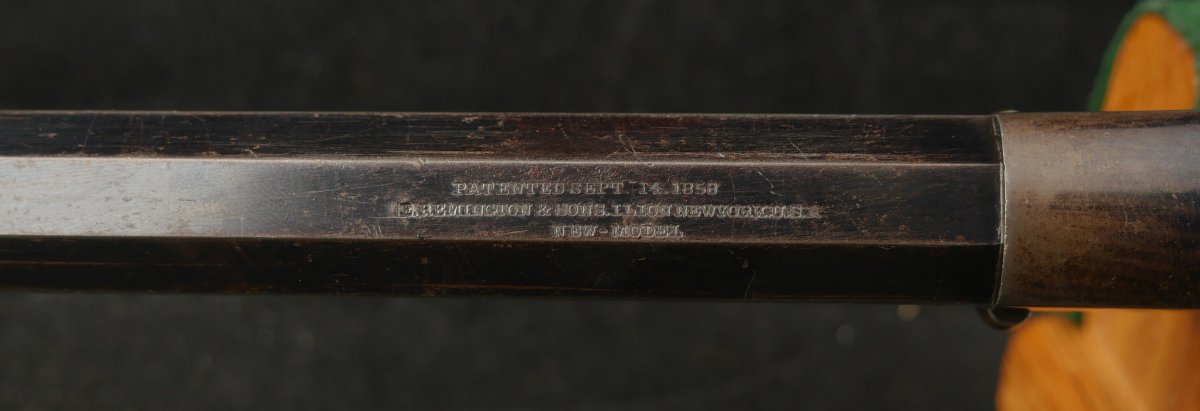 PATENTED SEPT. 14. 1858
E. REMINGTON & SONS. ILION NEW YORK. U.S.A
NEW-MODEL